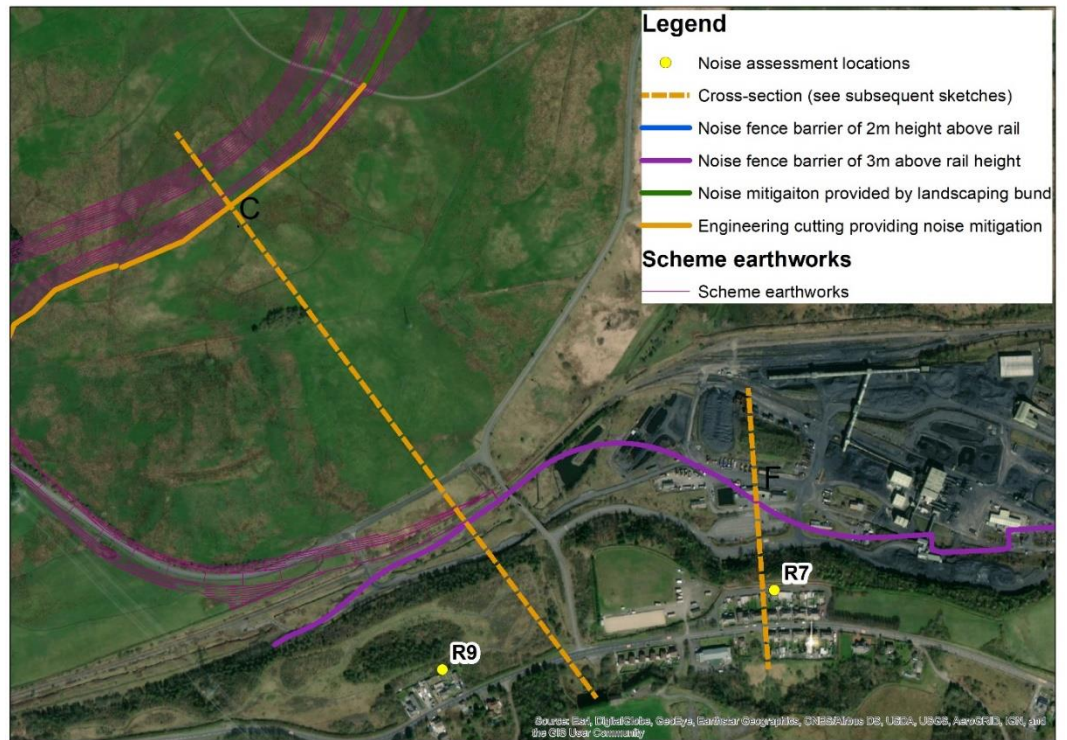 Legend
Noise assessment locations
Cross-section (see subsequent sketches)
Noise fence barrier of 2m height above rail
Noise fence barrier of 3m above rail height
Noise mitigaiton provided by landscaping bund
Engineering cutting providing noise mitigation
Scheme earthworks
Scheme earthworks
C
F
R7
R9
Source: Esri, DigitalGlobe, GeoEye, Earthstar Geographics, CNES/Airbus DS, USDA, USGS, AeroGRID, IGN, and
the GIS User Community